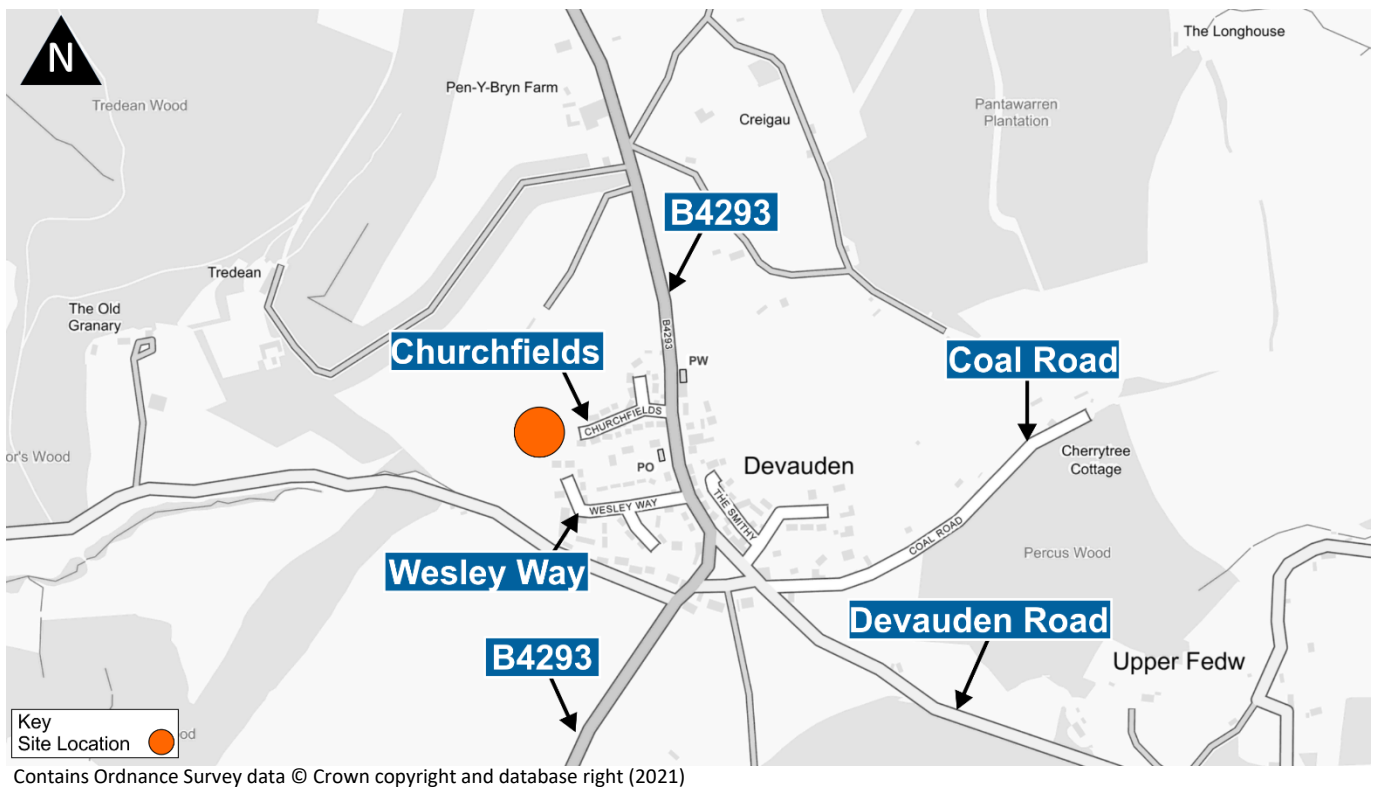 N
The Longhouse
Pen-Y-Bryn Farm
Tredean Wood
Pantawarren
Plantation
Creigau
B4293
Tredean
The Old
Granary
B4293
Churchfields
PW
Coal Road
CHURCHFIELDS
or's Wood
PO
Devauden
Cherrytree
Cottage
THE SMITHY
WESLEY WAY
COAL ROAD
Percus Wood
Wesley Way
Devauden Road
B4293
Upper Fedw
Key
Site Location
od
Contains Ordnance Survey data © Crown copyright and database right (2021)